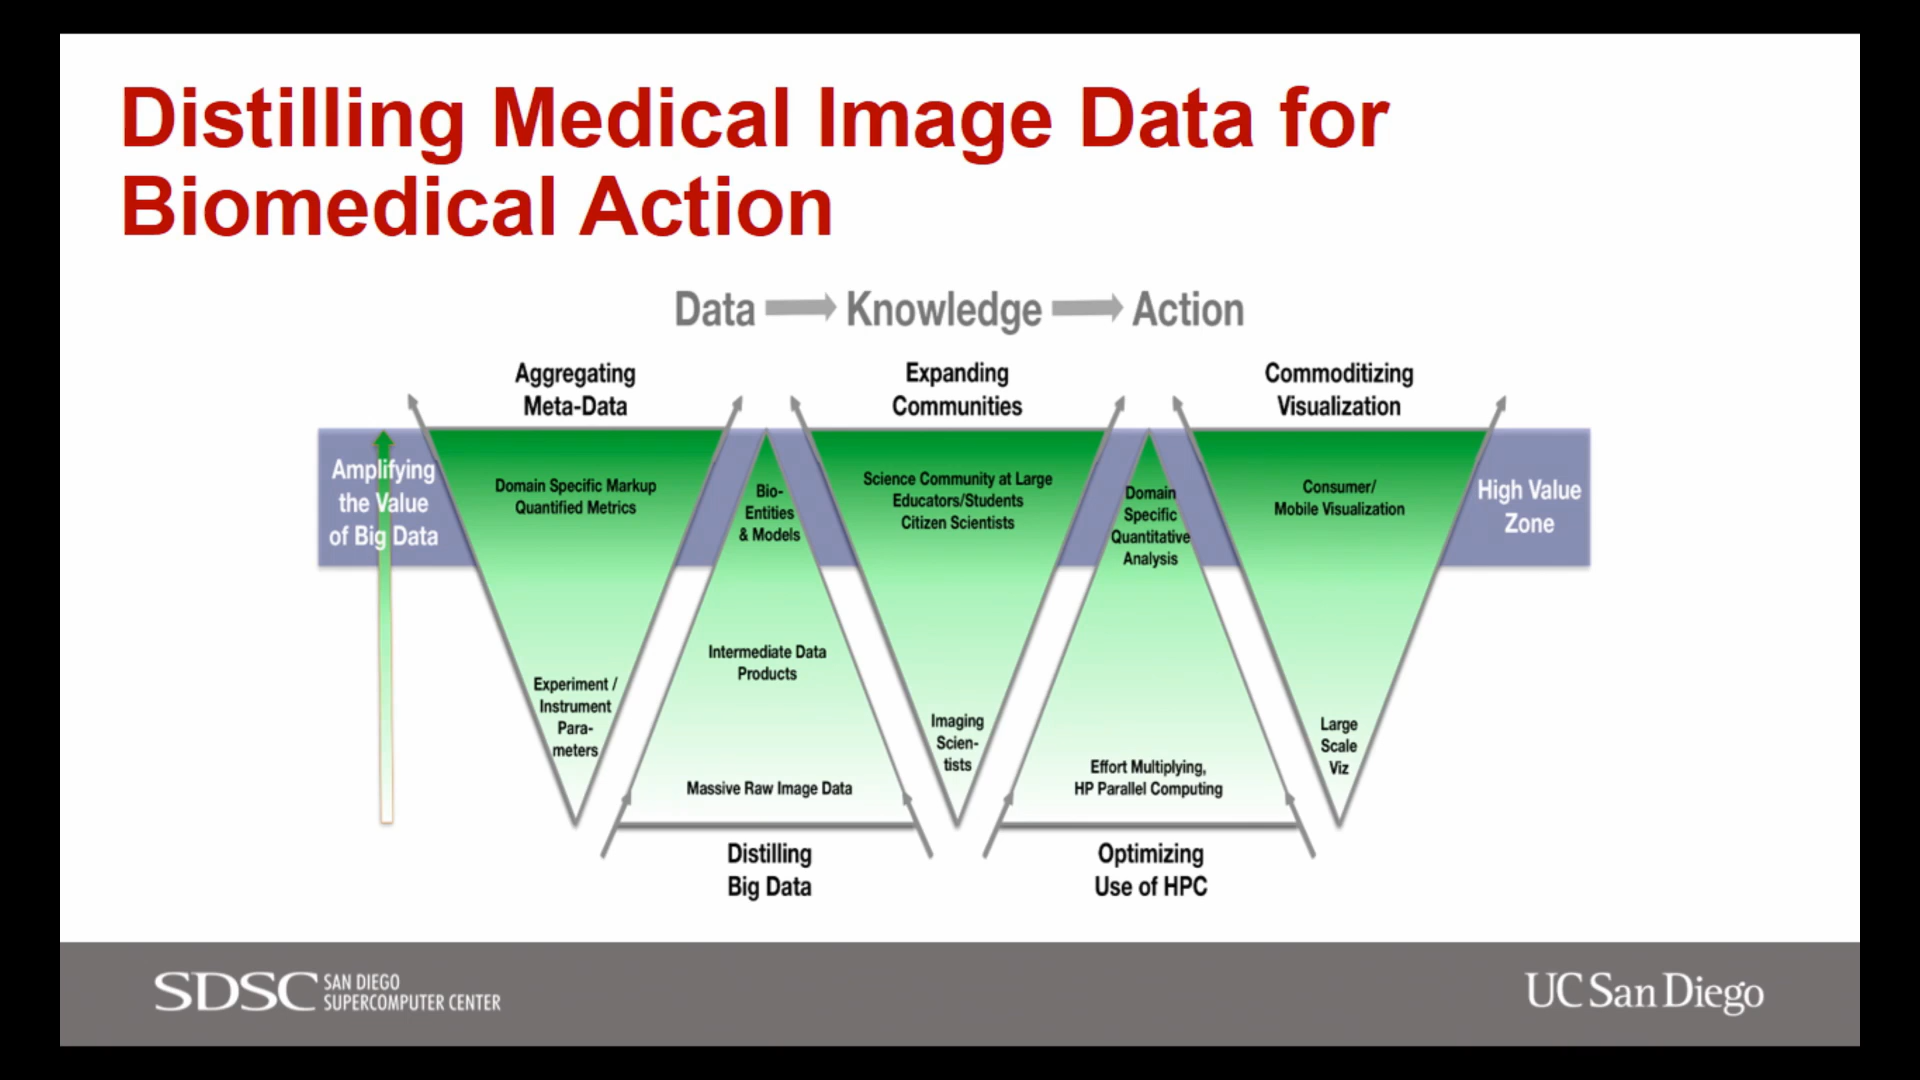 Distilling Medical Image Data for
Biomedical Action
Data
Knowledge
Action
Aggregating
Meta-Data
Expanding
Communities
Commoditizing
Visualization
Amplifying
the Value
of Big Data
Domain Specific Markup
Quantified Metrics
Experiment /
Instrument
Para-
meters
Bio-
Entities
& Models
Intermediate Data
Products
Massive Raw Image Data
Distilling
Big Data
Science Community at Large
Educators/Students
Citizen Scientists
Imaging
Scien-
tists
Domain
Specific
Quantitative
Analysis
Effort Multiplying,
HP Parallel Computing
Optimizing
Use of HPC
Consumer/
Mobile Visualization
Large
Scale
Viz
High Value
Zone
SDSC
SAN DIEGO
SUPERCOMPUTER CENTER
UC San Diego